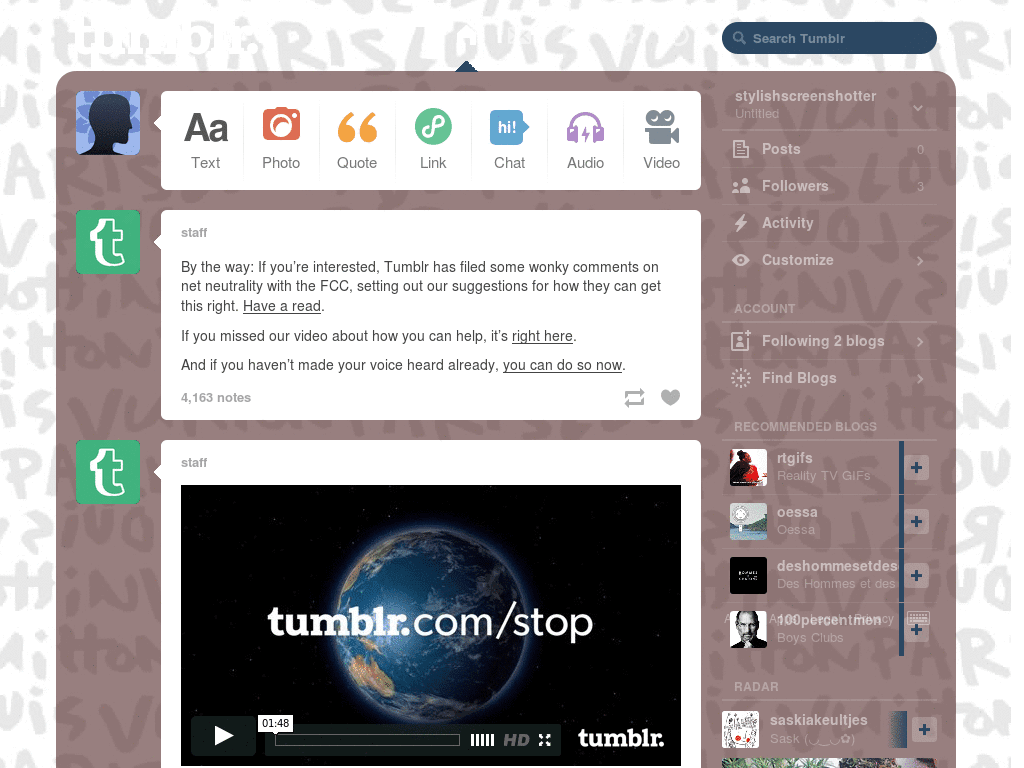 tumblr.
Search Tumblr
Aa
hi!
Text
Photo
Quote
Link
Chat
Audio
Video
staff
By the way: If you’re interested, Tumblr has filed some wonky comments on
net neutrality with the FCC, setting out our suggestions for how they can get
this right. Have a read.
If you missed our video about how you can help, it’s right here.
And if you haven’t made your voice heard already, you can do so now.
4,163 notes
staff
tumblr.com/stop
01:48
HD
tumblr.
stylishscreenshotter
Untitled
Posts
0
Followers
3
Activity
Customize
ACCOUNT
Following 2 blogs
Find Blogs
RECOMMENDED BLOGS
rtgifs
Reality TV GIFs
oessa
Oessa
deshommesetdes
Des Hommes et des
100percentmen
Boys Clubs
Legal
Privacy
RADAR
saskiakeultjes
Sask (◡‿◡✿)